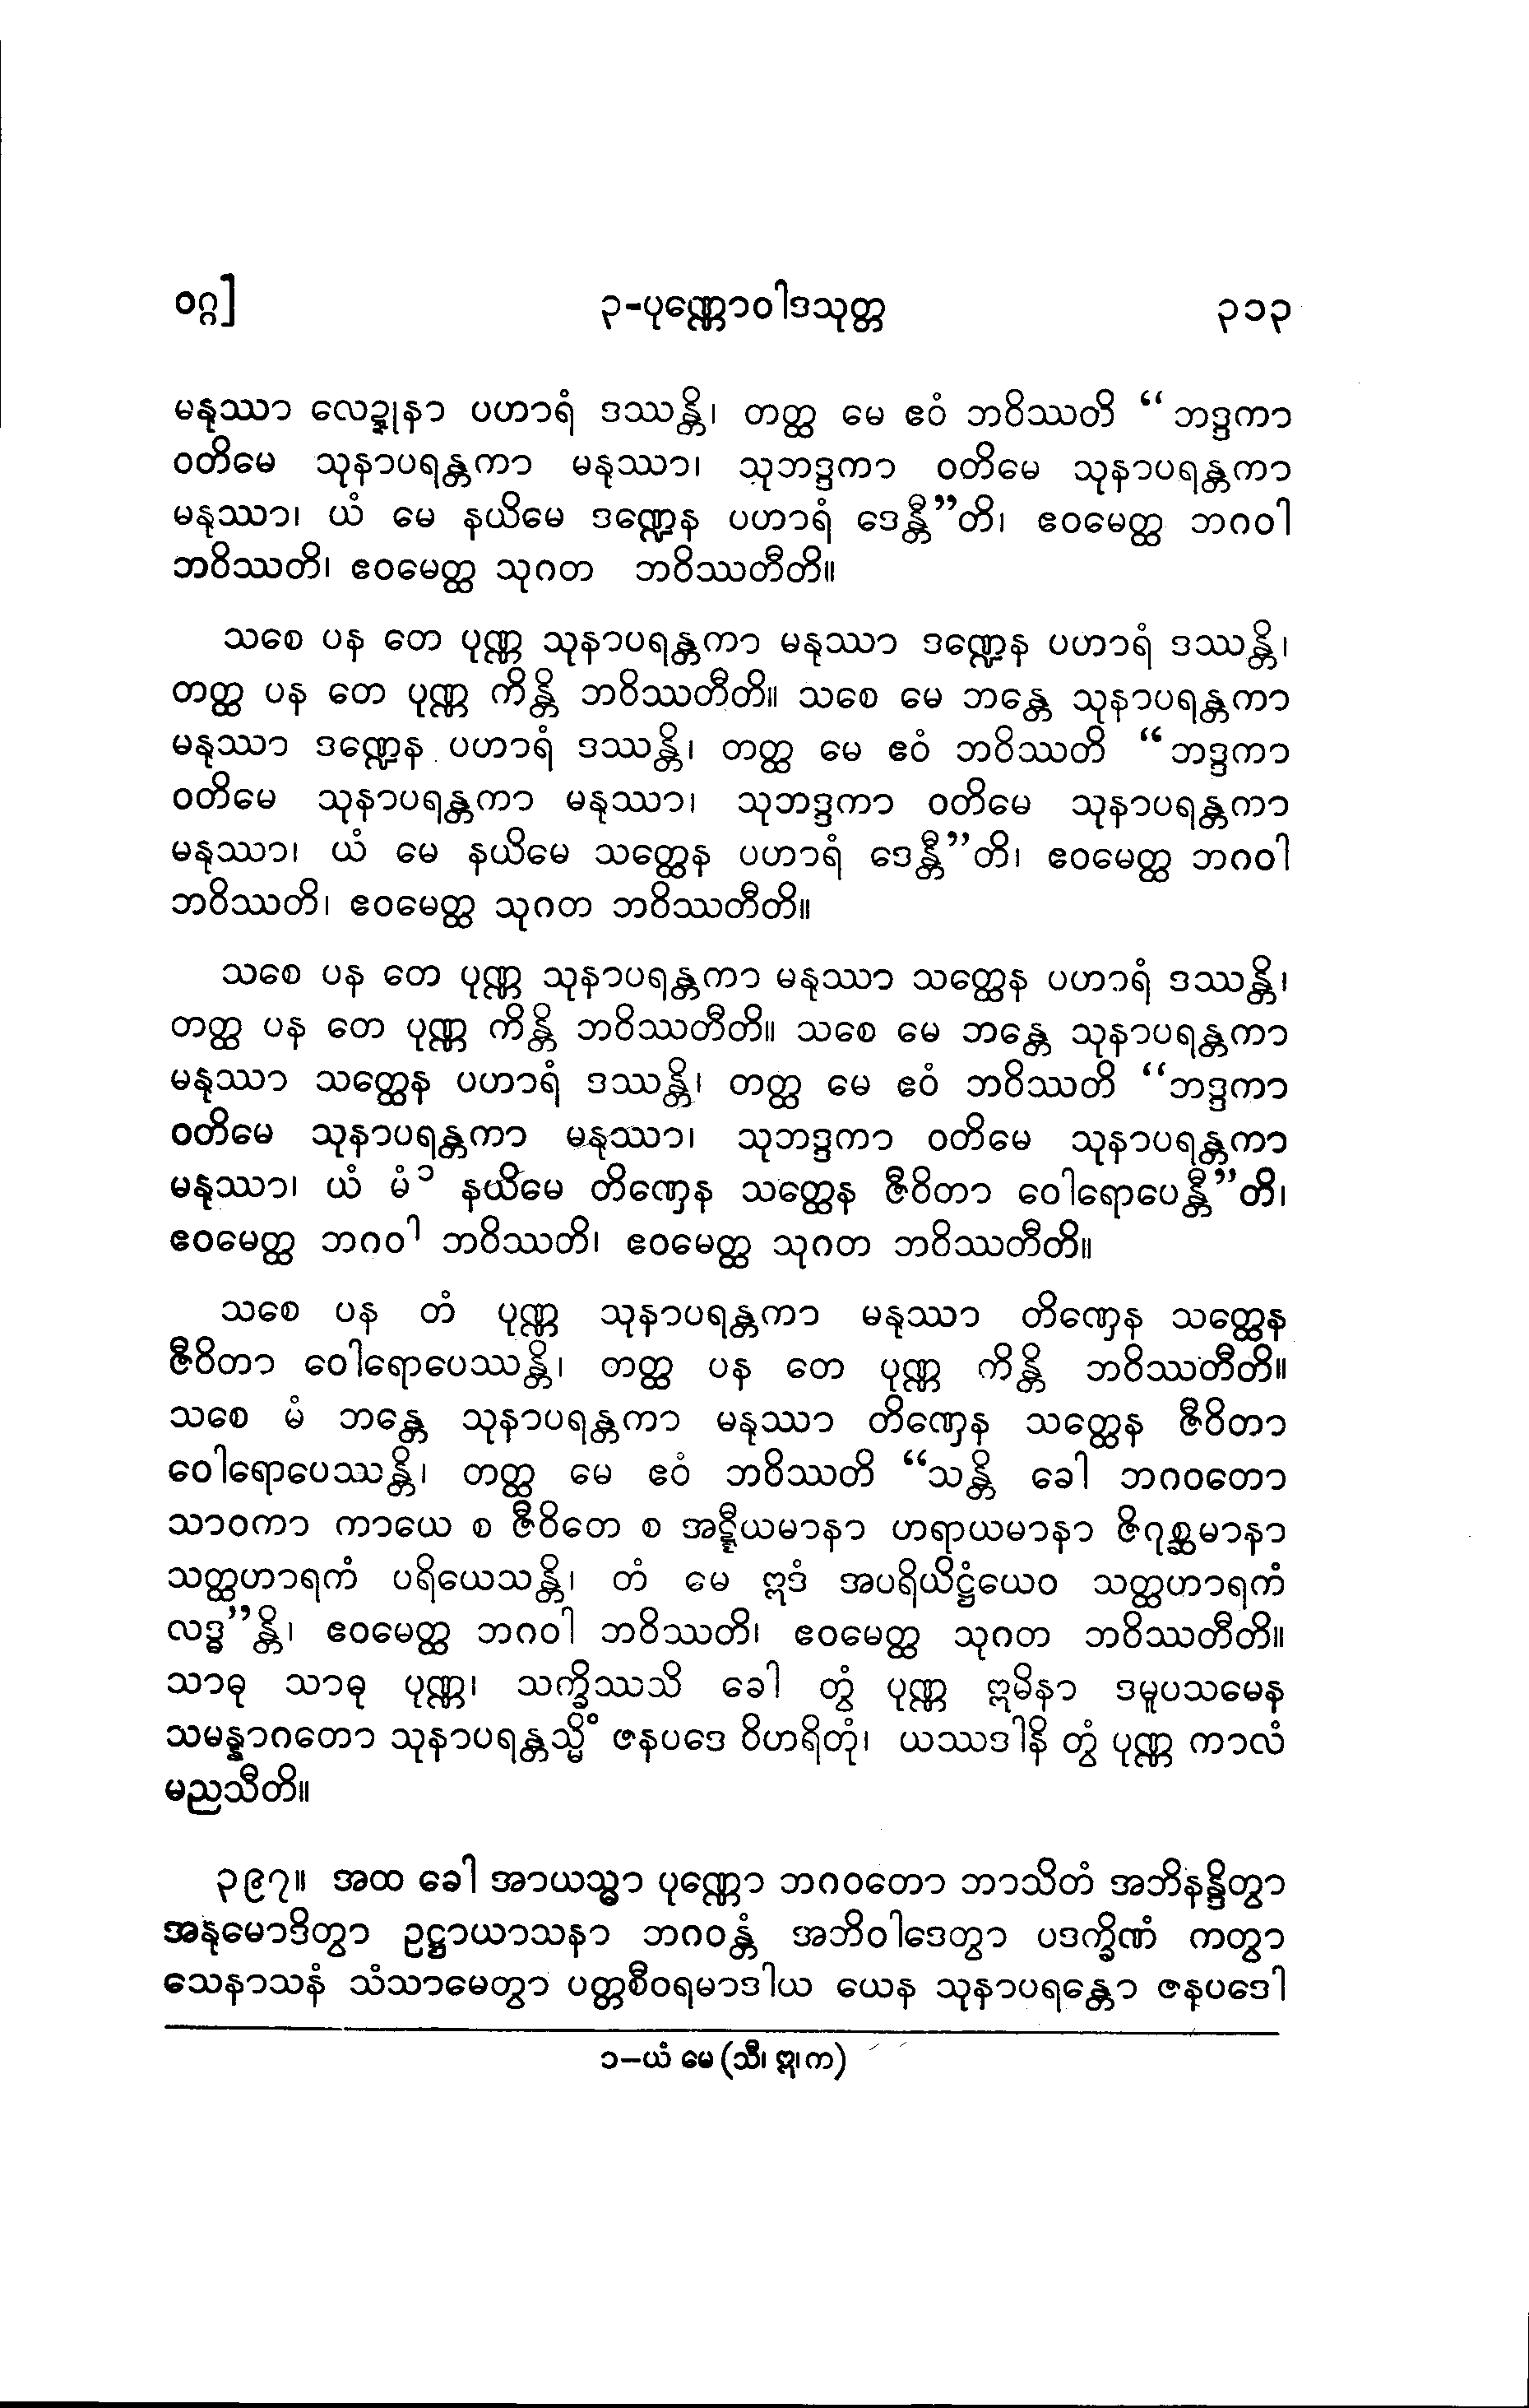 ဝဂ္ဂ] ၃-ပုဏ္ဏောဝါဒသုတ္တ ၃၁၃
မနုဿာ လေဍ္ဍုနာ ပဟာရံ ဒဿန္တိ၊ တတ္ထ မေ ဧဝံ ဘဝိဿတိ “ဘဒ္ဒကာ
ဝတိမေ သုနာပရန္တကာ မနုဿာ၊ သုဘဒ္ဒကာ ဝတိမေ သုနာပရန္တကာ
မနုဿာ၊ ယံ မေ နယိမေ ဒဏ္ဍေန ပဟာရံ ဒေန္တီ”တိ၊ ဧဝမေတ္ထ ဘဂဝါ
ဘဝိဿတိ၊ ဧဝမေတ္ထ သုဂတ ဘဝိဿတီတိ။
သစေ ပန တေ ပုဏ္ဏ သုနာပရန္တကာ မနုဿာ ဒဏ္ဍေန ပဟာရံ ဒဿန္တိ၊
တတ္ထ ပန တေ ပုဏ္ဏ ကိန္တိ ဘဝိဿတီတိ။ သစေ မေ ဘန္တေ သုနာပရန္တကာ
မနုဿာ ဒဏ္ဍေန ပဟာရံ ဒဿန္တိ၊ တတ္ထ မေ ဧဝံ ဘဝိဿတိ “ဘဒ္ဒကာ
ဝတိမေ သုနာပရန္တကာ မနုဿာ၊ သုဘဒ္ဒကာ ဝတိမေ သုနာပရန္တကာ
မနုဿာ၊ ယံ မေ နယိမေ သတ္ထေန ပဟာရံ ဒေန္တီ”တိ၊ ဧဝမေတ္ထ ဘဂဝါ
ဘဝိဿတိ၊ ဧဝမေတ္ထ သုဂတ ဘဝိဿတီတိ။
သစေ ပန တေ ပုဏ္ဏ သုနာပရန္တကာ မနုဿာ သတ္ထေန ပဟာရံ ဒဿန္တိ၊
တတ္ထ ပန တေ ပုဏ္ဏ ကိန္တိ ဘဝိဿတီတိ။ သစေ မေ ဘန္တေ သုနာပရန္တကာ
မနုဿာ သတ္ထေန ပဟာရံ ဒဿန္တိ၊ တတ္ထ မေ ဧဝံ ဘဝိဿတိ “ဘဒ္ဒကာ
ဝတိမေ သုနာပရန္တကာ မနုဿာ၊ သုဘဒ္ဒကာ ဝတိမေ သုနာပရန္တကာ
မနုဿာ၊ ယံ မံ ၁ နယိမေ တိဏှေန သတ္ထေန ဇီဝိတာ ဝေါရောပေန္တီ”တိ၊
ဧဝမေတ္ထ ဘဂဝါ ဘဝိဿတိ၊ ဧဝမေတ္ထ သုဂတ ဘဝိဿတီတိ။
သစေ ပန တံ ပုဏ္ဏ သုနာပရန္တကာ မနုဿာ တိဏှေန သတ္ထေန
ဇီဝိတာ ဝေါရောပေဿန္တိ၊ တတ္ထ ပန တေ ပုဏ္ဏ ကိန္တိ ဘဝိဿတီတိ။
သစေ မံ ဘန္တေ သုနာပရန္တကာ မနုဿာ တိဏှေန သတ္ထေန ဇီဝိတာ
ဝေါရောပေဿန္တိ၊ တတ္ထ မေ ဧဝံ ဘဝိဿတိ “သန္တိ ခေါ ဘဂဝတော
သာဝကာ ကာယေ စ ဇီဝိတေ စ အဋ္ဋီယမာနာ ဟရာယမာနာ ဇိဂုစ္ဆမာနာ
သတ္ထဟာရကံ ပရိယေသန္တိ၊ တံ မေ ဣဒံ အပရိယိဋ္ဌံယေဝ သတ္ထဟာရကံ
လဒ္ဓ”န္တိ၊ ဧဝမေတ္ထ ဘဂဝါ ဘဝိဿတိ၊ ဧဝမေတ္ထ သုဂတ ဘဝိဿတီတိ။
သာဓု သာဓု ပုဏ္ဏ၊ သက္ခိဿသိ ခေါ တွံ ပုဏ္ဏ ဣမိနာ ဒမူပသမေန
သမန္နာဂတော သုနာပရန္တသ္မိံ ဇနပဒေ ဝိဟရိတုံ၊ ယဿဒါနိ တွံ ပုဏ္ဏ ကာလံ
မညသီတိ။
၃၉၇။ အထ ခေါ အာယသ္မာ ပုဏ္ဏော ဘဂဝတော ဘာသိတံ အဘိနန္ဒိတွာ
အနုမောဒိတွာ ဥဋ္ဌာယာသနာ ဘဂဝန္တံ အဘိဝါဒေတွာ ပဒက္ခိဏံ ကတွာ
သေနာသနံ သံသာမေတွာ ပတ္တစီဝရမာဒါယ ယေန သုနာပရန္တော ဇနပဒေါ
၁–ယံ မေ (သီ၊ ဣ၊ က)